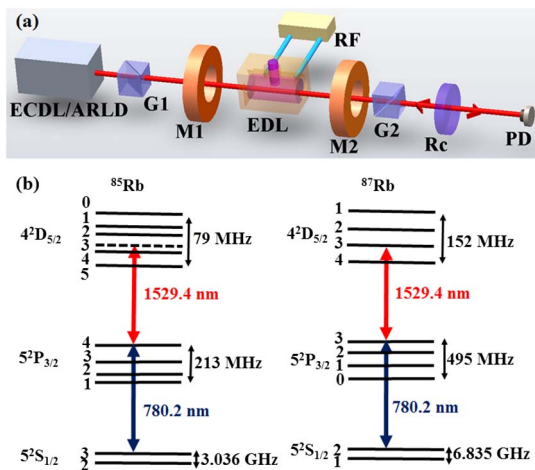 (a)
RF
ECDL/ARLD
G1
M1
EDL
M2
G2
Rc
PD
(b)
85Rb
87Rb
0
1
2
3
4
5
4²D5/2
79 MHz
1529.4 nm
4
3
2
1
5²P3/2
213 MHz
780.2 nm
5²S1/2
3
2
3.036 GHz
1
2
3
4
4²D5/2
152 MHz
1529.4 nm
3
2
1
0
5²P3/2
495 MHz
780.2 nm
5²S1/2
2
1
6.835 GHz